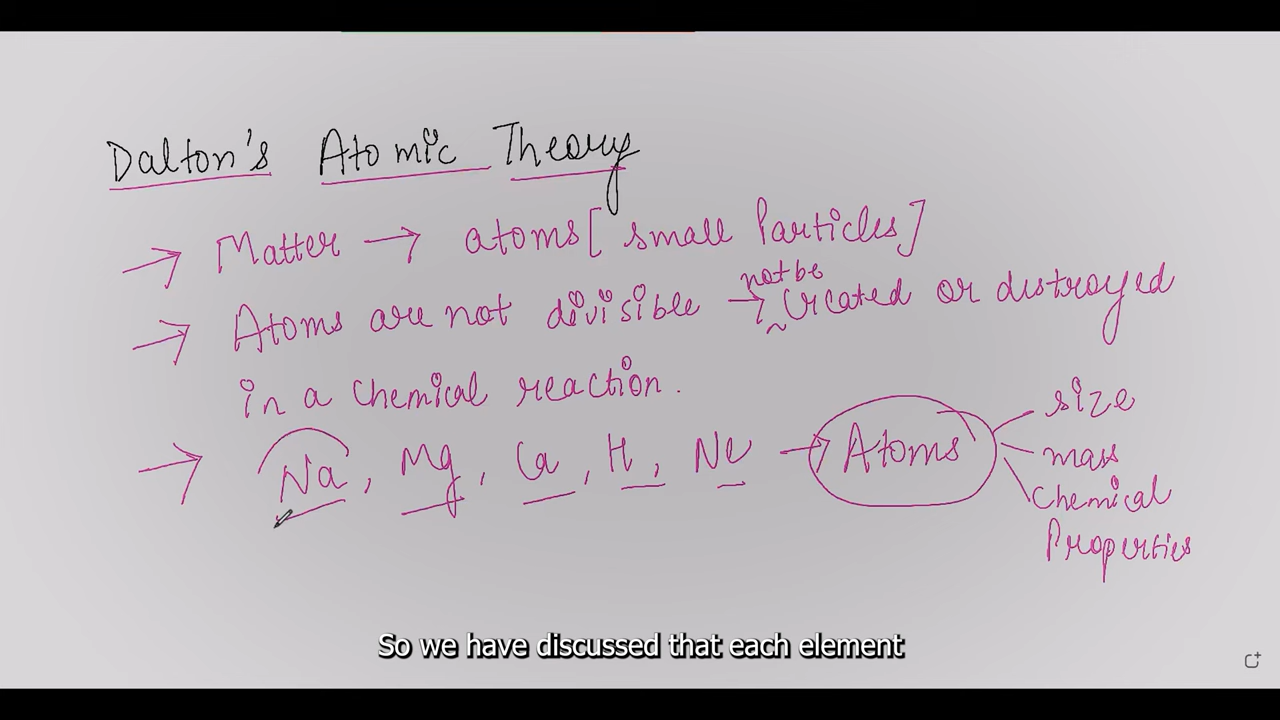 Dalton's Atomic Theory
→ Matter → atoms[ small Particles]
not be
→ Atoms are not divisible → Created or distroyed
in a Chemical reaction.
→ Na, Mg, Ca, H, Ne → Atoms
size
mass
Chemical
Properties
So we have discussed that each element